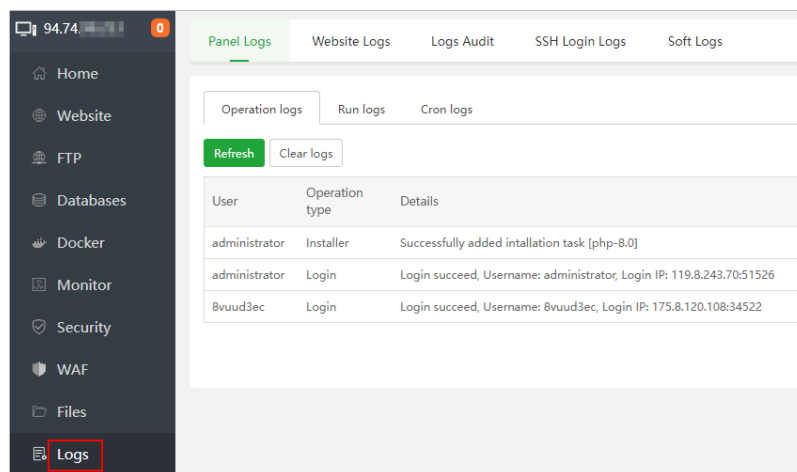 94.74. 0
Home
Website
FTP
Databases
Docker
Monitor
Security
WAF
Files
Logs
Panel Logs Website Logs Logs Audit SSH Login Logs Soft Logs
Operation logs Run logs Cron logs
Refresh Clear logs
User Operation type Details
administrator Installer Successfully added intallation task [php-8.0]
administrator Login Login succeed, Username: administrator, Login IP: 119.8.243.70:51526
8vuud3ec Login Login succeed, Username: 8vuud3ec, Login IP: 175.8.120.108:34522